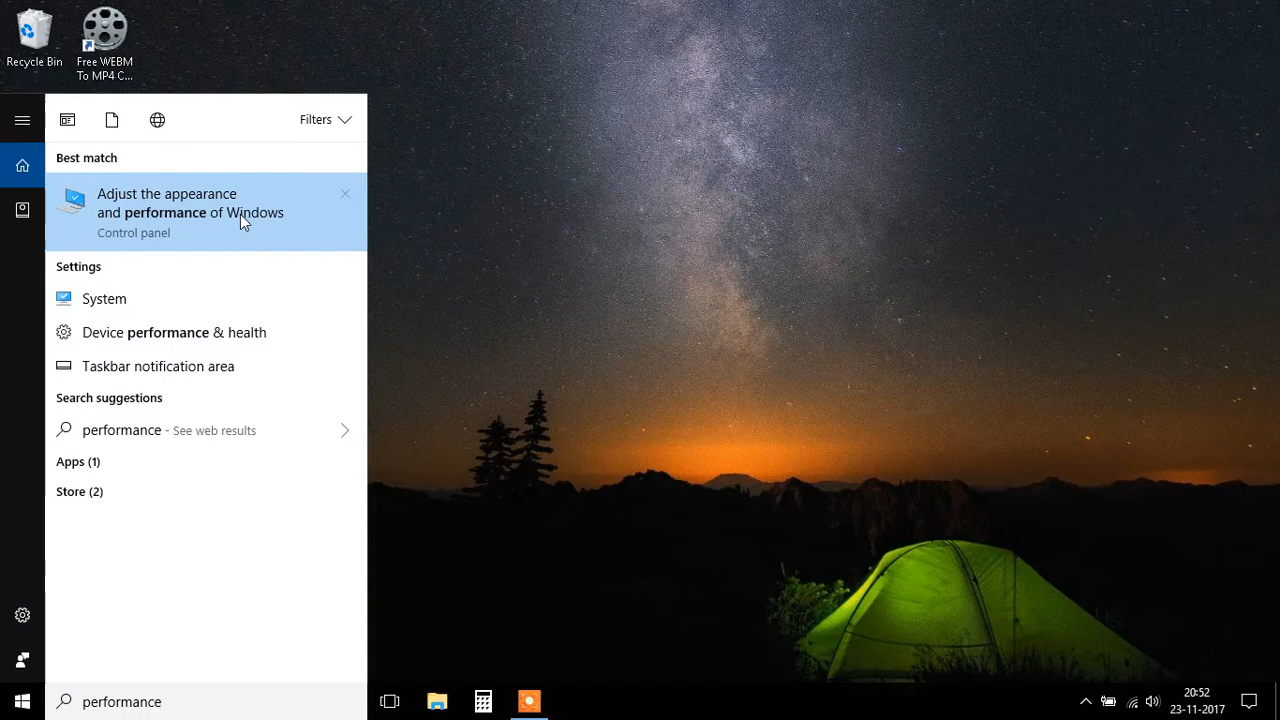 Recycle Bin
Free WEBM
To MP4 C...
Filters
Best match
Adjust the appearance
and performance of Windows
Control panel
Settings
System
Device performance & health
Taskbar notification area
Search suggestions
performance - See web results
Apps (1)
Store (2)
performance
20:52
23-11-2017